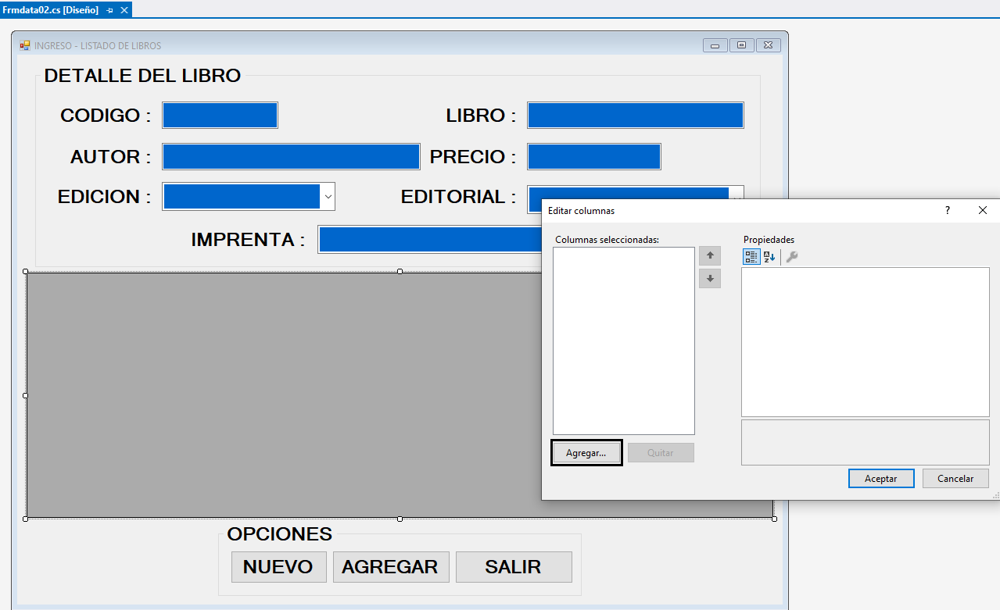 Frmdata02.cs [Diseño]
INGRESO - LISTADO DE LIBROS
DETALLE DEL LIBRO
CODIGO :
LIBRO :
AUTOR :
PRECIO :
EDICION :
EDITORIAL :
IMPRENTA :
Editar columnas
?
Columnas seleccionadas:
Propiedades
Agregar...
Quitar
Aceptar
Cancelar
OPCIONES
NUEVO
AGREGAR
SALIR